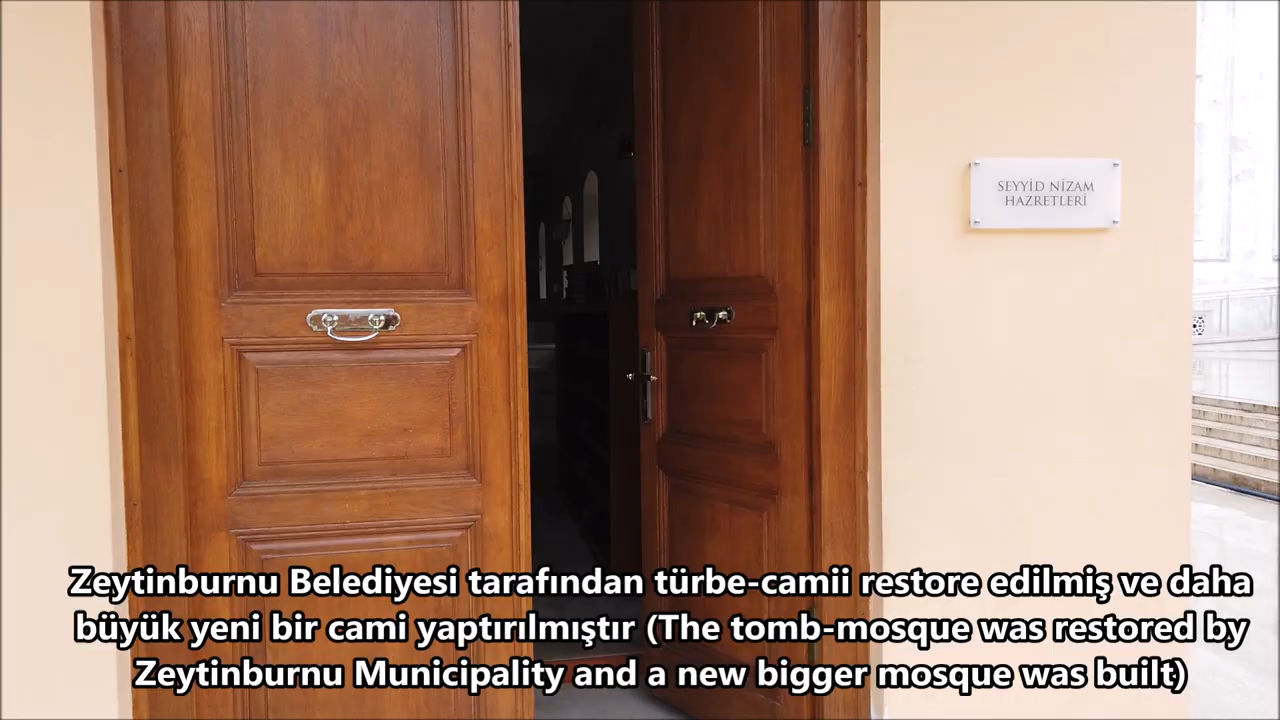 SEYYİD NİZAM
HAZRETLERİ
Zeytinburnu Belediyesi tarafından türbe-camii restore edilmiş ve daha
büyük yeni bir cami yaptırılmıştır (The tomb-mosque was restored by
Zeytinburnu Municipality and a new bigger mosque was built)